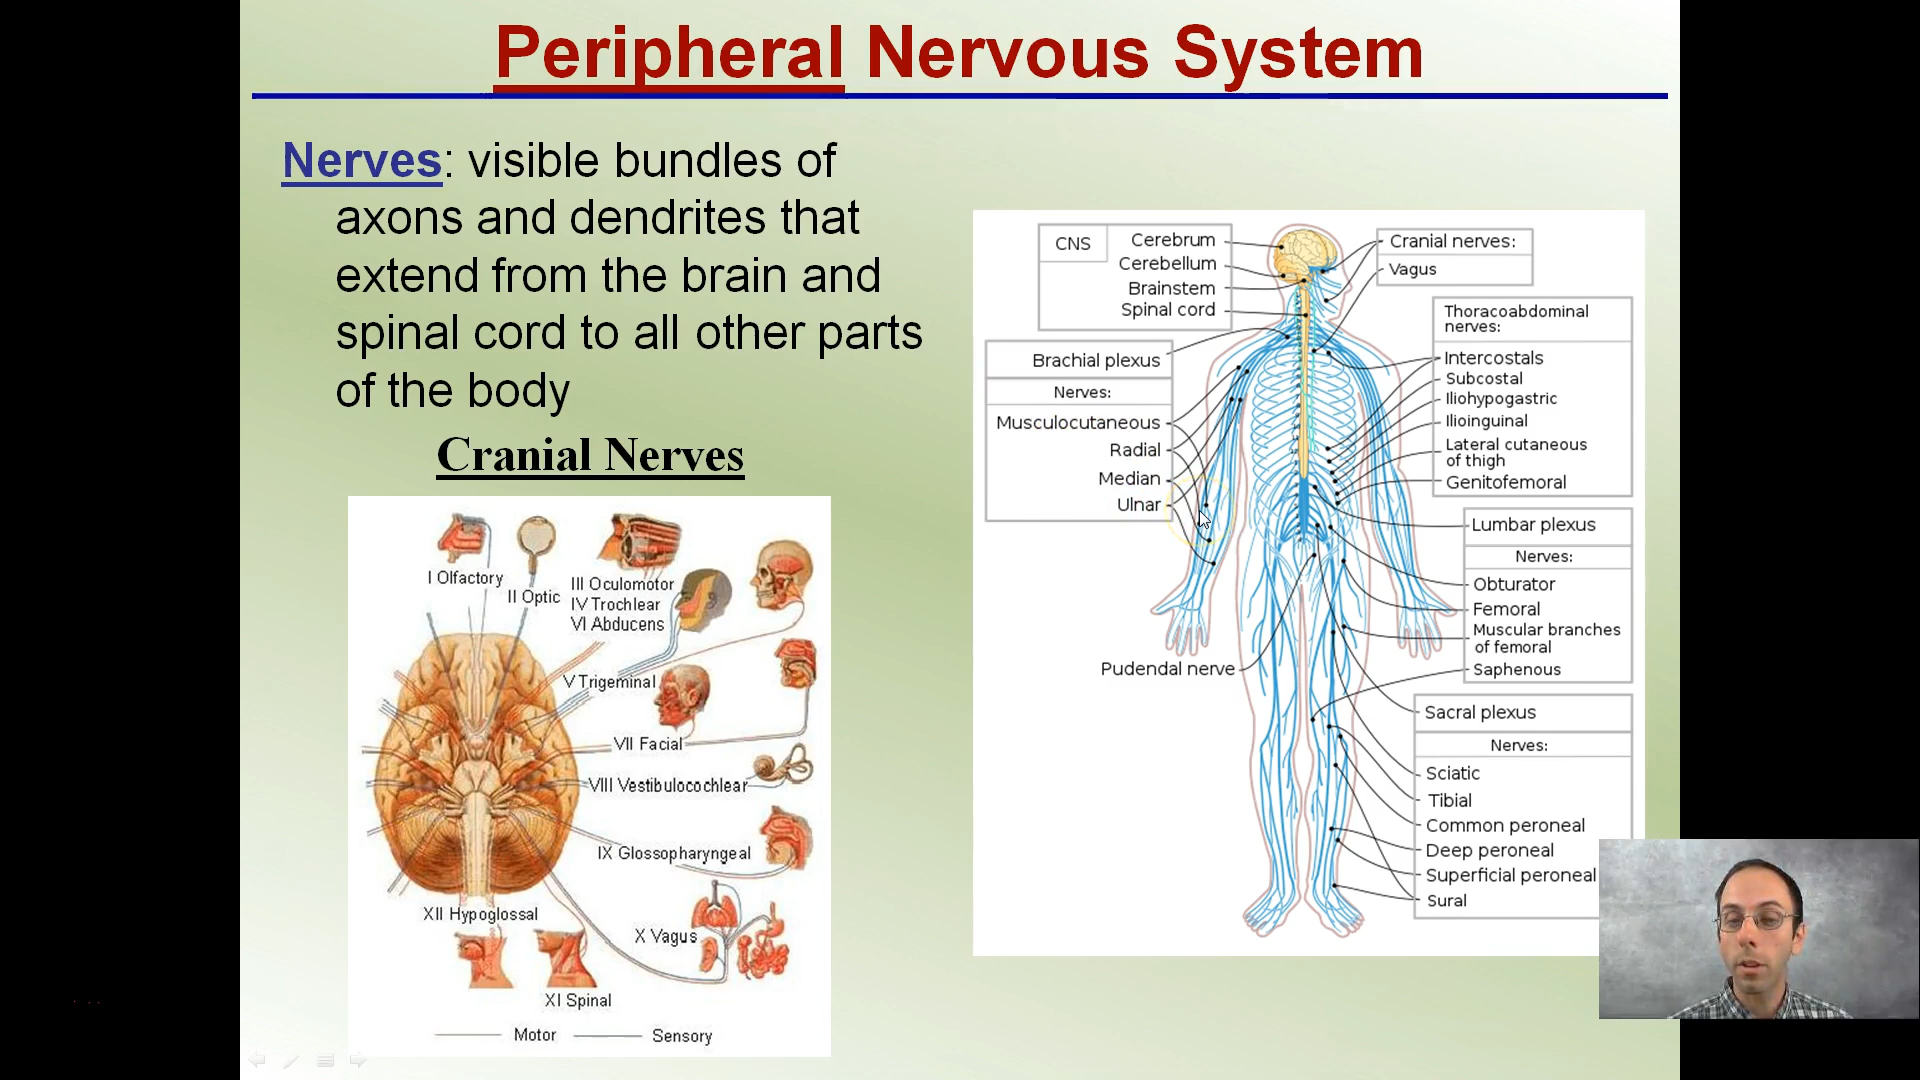 Peripheral Nervous System
Nerves: visible bundles of
axons and dendrites that
extend from the brain and
spinal cord to all other parts
of the body
Cranial Nerves
I Olfactory
II Optic
III Oculomotor
IV Trochlear
VI Abducens
V Trigeminal
VII Facial
VIII Vestibulocochlear
IX Glossopharyngeal
XII Hypoglossal
X Vagus
XI Spinal
Motor
Sensory
CNS
Cerebrum
Cerebellum
Brainstem
Spinal cord
Brachial plexus
Nerves:
Musculocutaneous
Radial
Median
Ulnar
Pudendal nerve
Cranial nerves:
Vagus
Thoracoabdominal
nerves:
Intercostals
Subcostal
Iliohypogastric
Ilioinguinal
Lateral cutaneous
of thigh
Genitofemoral
Lumbar plexus
Nerves:
Obturator
Femoral
Muscular branches
of femoral
Saphenous
Sacral plexus
Nerves:
Sciatic
Tibial
Common peroneal
Deep peroneal
Superficial peroneal
Sural